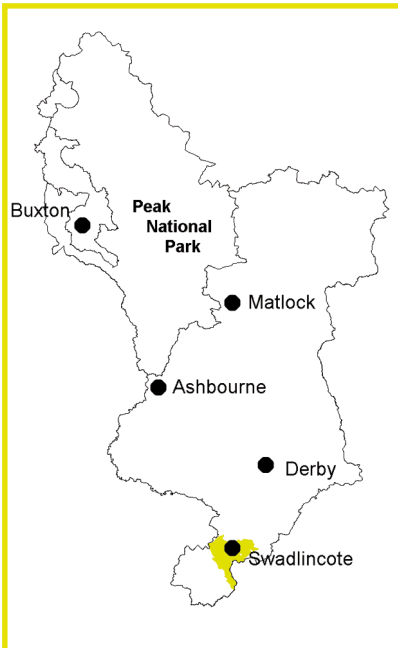 Buxton
Peak
National
Park
Matlock
Ashbourne
Derby
Swadlincote